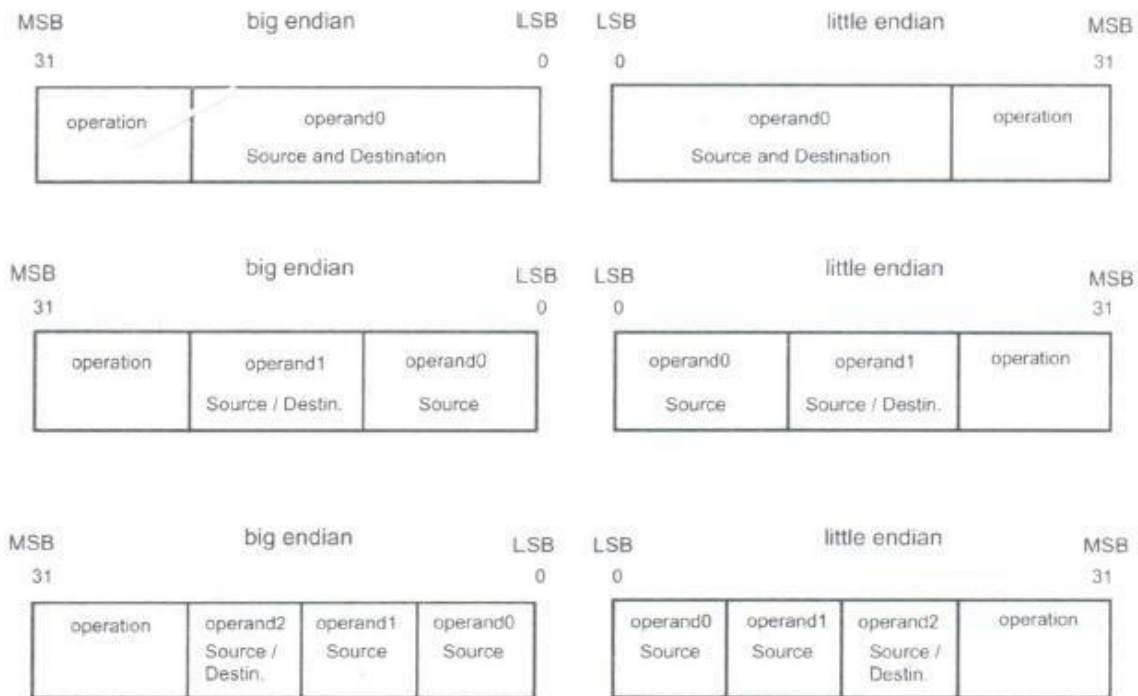 MSB big endian LSB LSB little endian MSB
31 0 0 31
operation operand0 operand0 operation
Source and Destination Source and Destination
MSB big endian LSB LSB little endian MSB
31 0 0 31
operation operand1 operand0 operand0 operand1 operation
Source / Destin. Source Source Source / Destin.
MSB big endian LSB LSB little endian MSB
31 0 0 31
operation operand2 operand1 operand0 operand0 operand1 operand2 operation
Source / Source Source Source Source Source /
Destin. Destin.